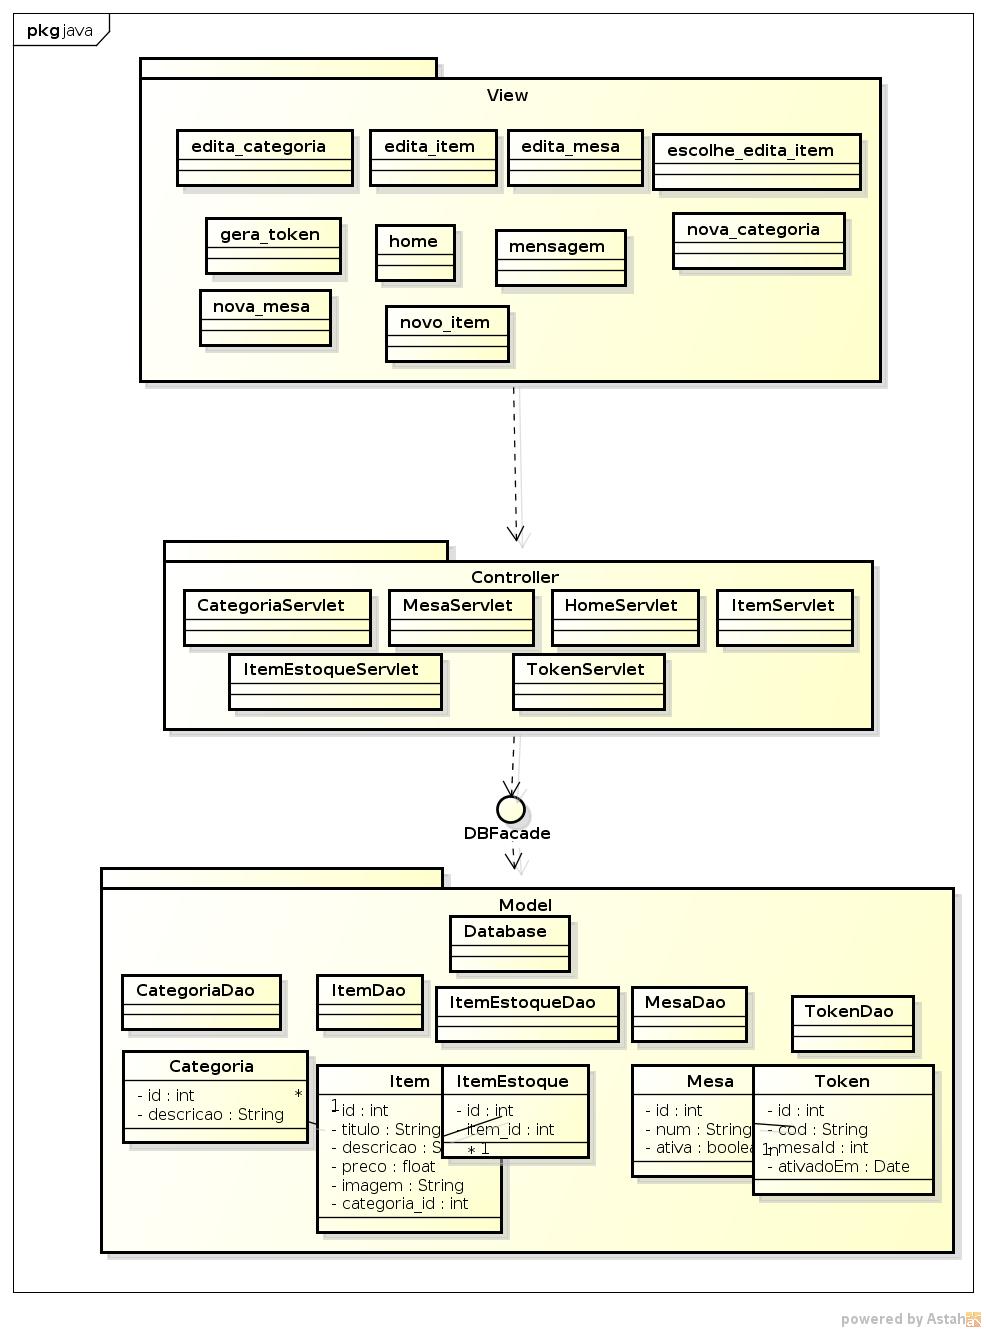 pkg java
View
edita_categoria
edita_item
edita_mesa
escolhe_edita_item
gera_token
home
mensagem
nova_categoria
nova_mesa
novo_item
Controller
CategoriaServlet
MesaServlet
HomeServlet
ItemServlet
ItemEstoqueServlet
TokenServlet
DBFacade
Model
Database
CategoriaDao
ItemDao
ItemEstoqueDao
MesaDao
TokenDao
Categoria
- id : int
*
- descricao : String
Item
1
- id : int
- titulo : String
- descricao : S
- preco : float
- imagem : String
- categoria_id : int
ItemEstoque
- id : int
- item_id : int
* 1
Mesa
- id : int
- num : String
- ativa : boolea
Token
- id : int
- cod : String
- mesaId : int
- ativadoEm : Date
powered by Astah